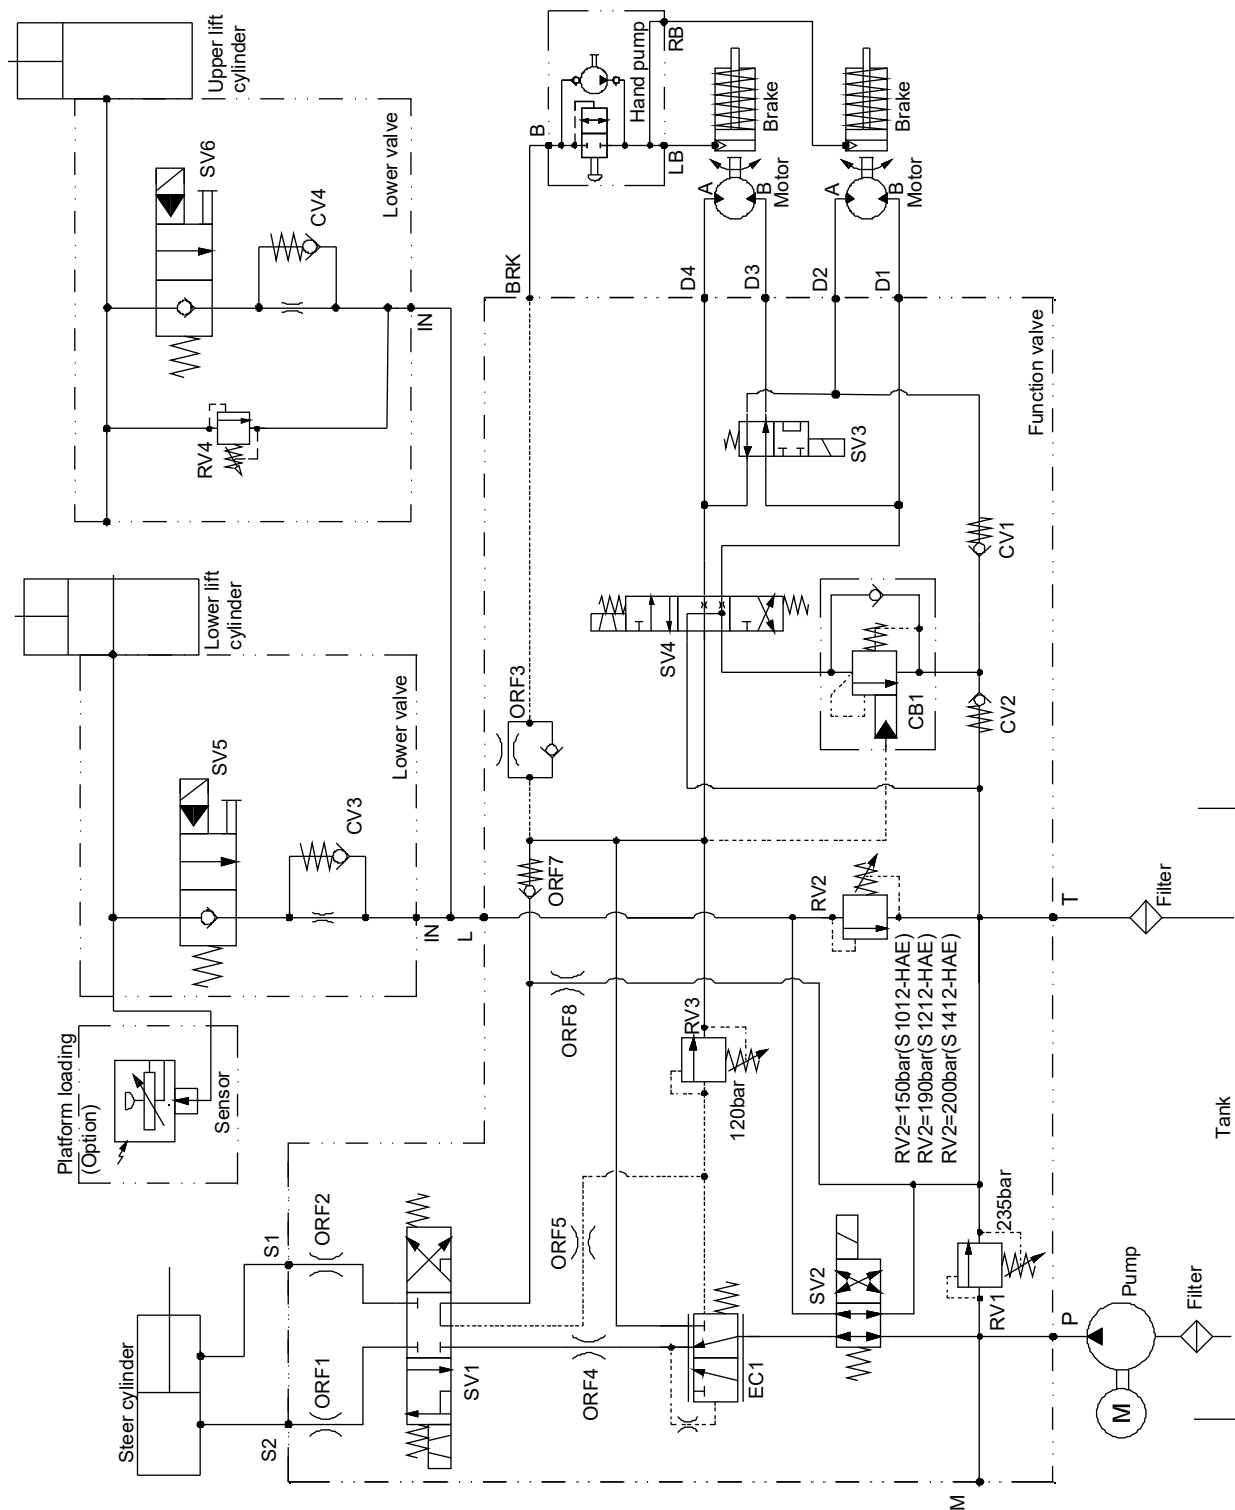 Upper lift
cylinder
SV6
CV4
Lower valve
RV4
IN
Lower lift
cylinder
SV5
CV3
Lower valve
IN
L
Platform loading
(Option)
Sensor
Steer cylinder
S1
S2
ORF2
ORF1
SV1
ORF5
ORF4
EC1
ORF8
ORF7
ORF3
BRK
B
Hand pump
RB
LB
Brake
Brake
A
B
Motor
A
B
Motor
D4
D3
D2
D1
Function valve
SV3
SV4
CB1
CV1
CV2
RV3
120bar
RV2
RV2=150bar(S1012-HAE)
RV2=190bar(S1212-HAE)
RV2=200bar(S1412-HAE)
SV2
RV1
235bar
T
Filter
Tank
P
Pump
M
Filter
M